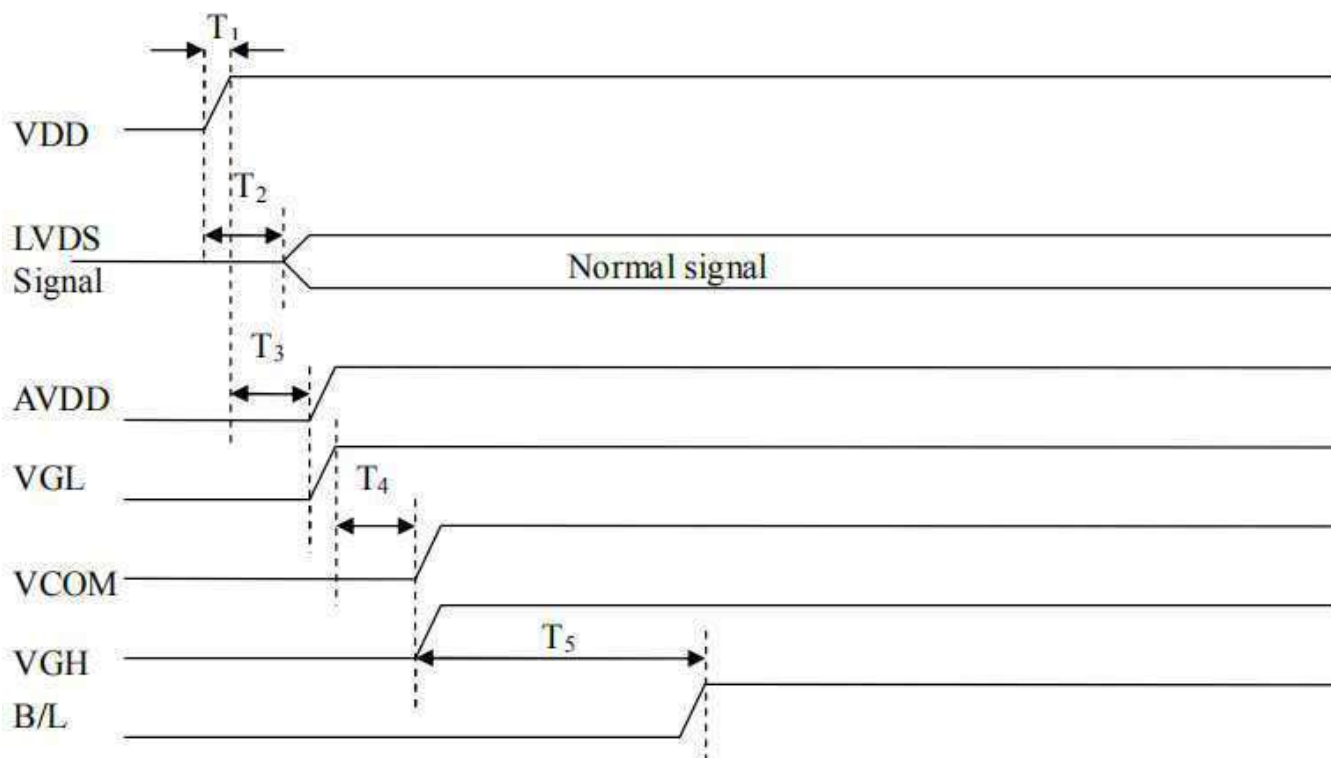 T₁
VDD
T₂
LVDS
Signal
Normal signal
T₃
AVDD
VGL
T₄
VCOM
VGH
T₅
B/L